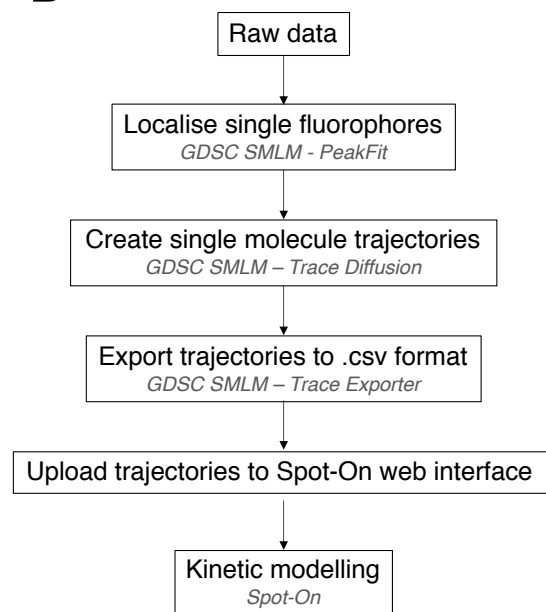 Raw data
Localise single fluorophores
GDSC SMLM - PeakFit
Create single molecule trajectories
GDSC SMLM – Trace Diffusion
Export trajectories to .csv format
GDSC SMLM – Trace Exporter
Upload trajectories to Spot-On web interface
Kinetic modelling
Spot-On